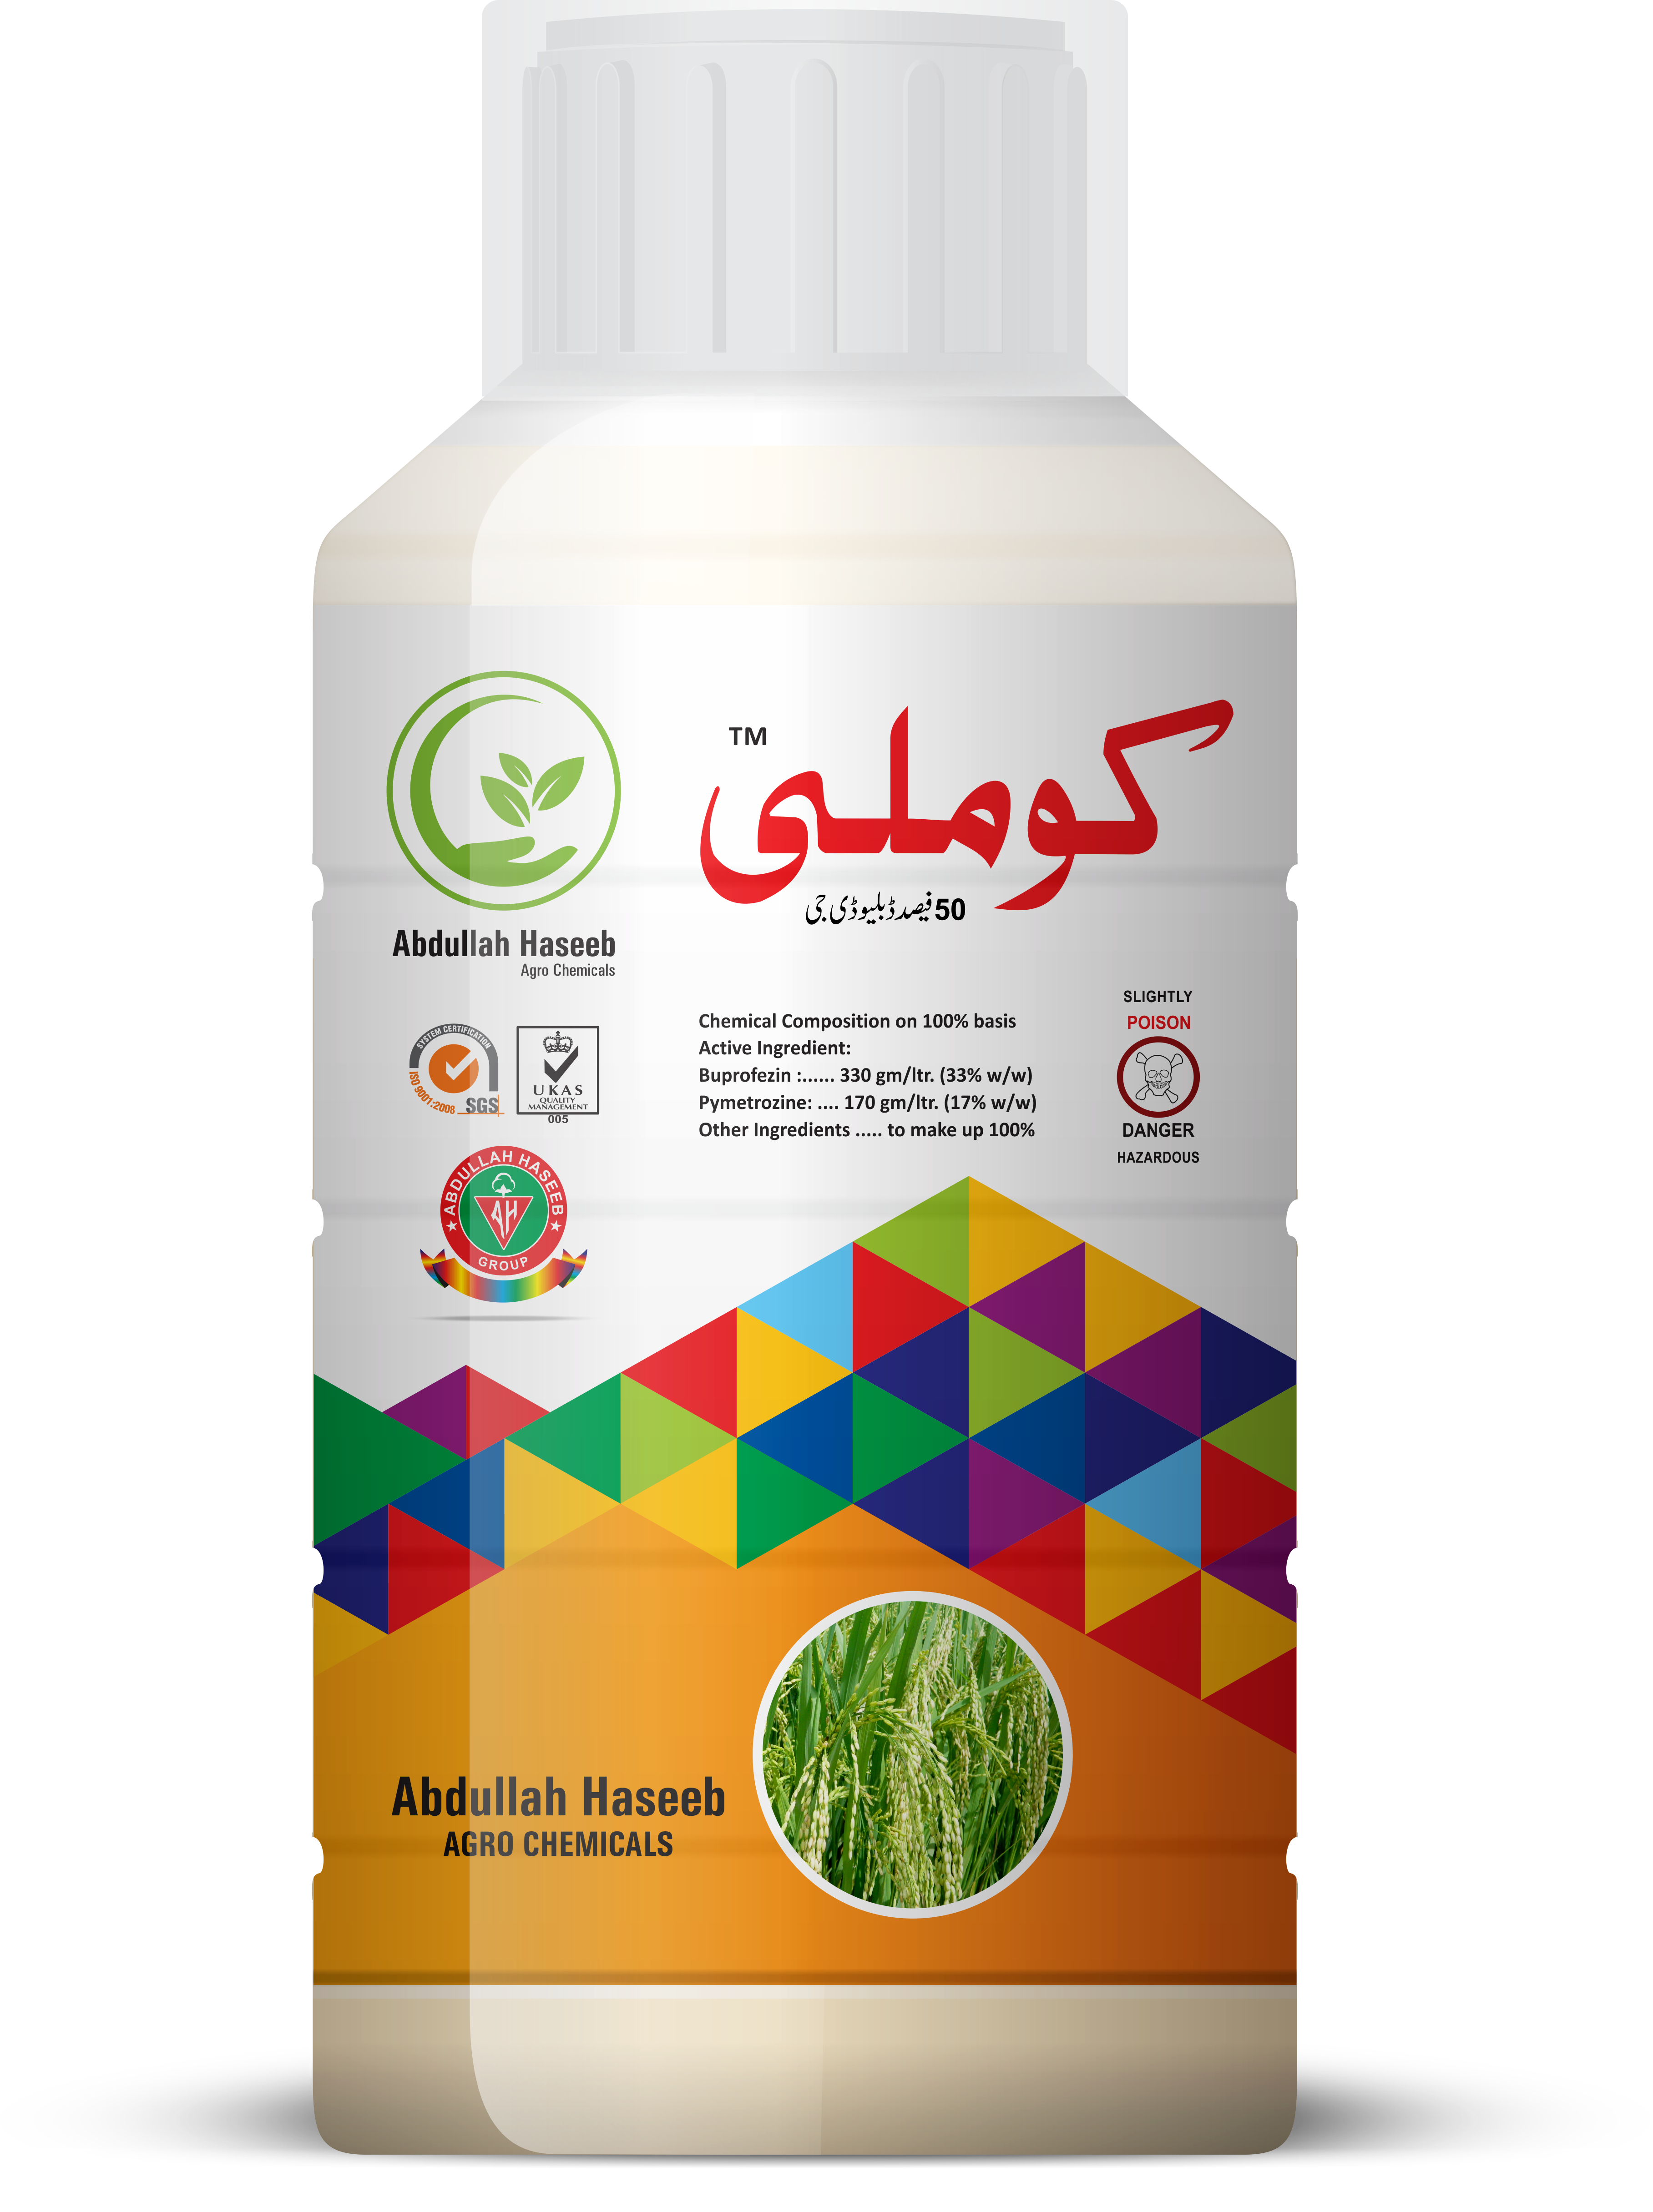 Abdullah Haseeb
Agro Chemicals
SYSTEM CERTIFICATION
ISO 9001:2008
SGS
UKAS
QUALITY
MANAGEMENT
005
ABDULLAH HASEEB
AH
GROUP
TM
کوملی
50 فیصد ڈبلیو ڈی جی
Chemical Composition on 100% basis
Active Ingredient:
Buprofezin :...... 330 gm/ltr. (33% w/w)
Pymetrozine: .... 170 gm/ltr. (17% w/w)
Other Ingredients ..... to make up 100%
SLIGHTLY
POISON
DANGER
HAZARDOUS
Abdullah Haseeb
AGRO CHEMICALS